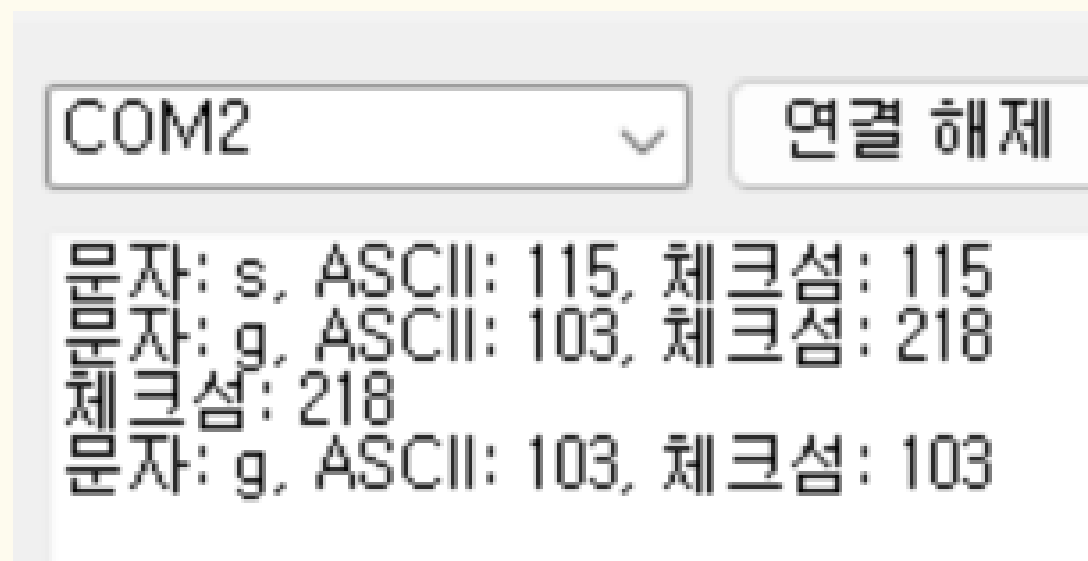 COM2
연결 해제
문자: s, ASCII: 115, 체크섬: 115
문자: g, ASCII: 103, 체크섬: 218
체크섬: 218
문자: g, ASCII: 103, 체크섬: 103